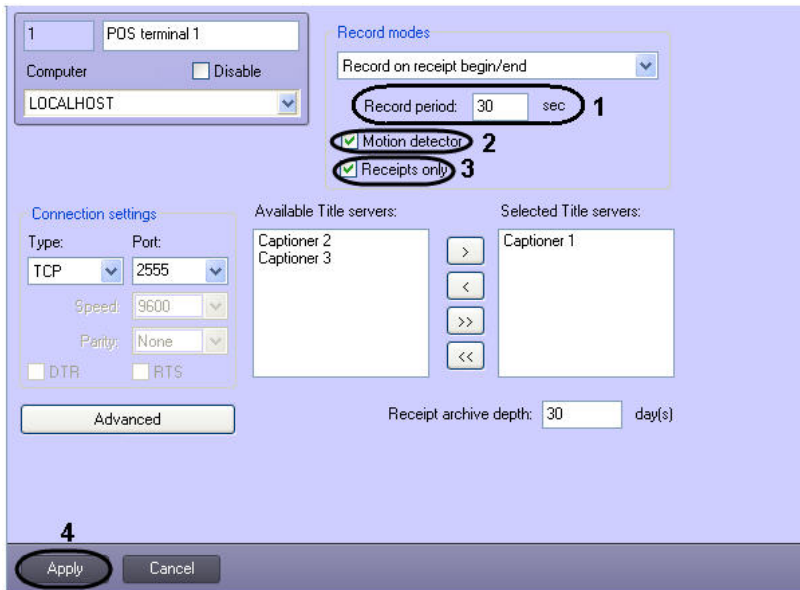 1 POS terminal 1
Computer Disable
LOCALHOST
Record modes
Record on receipt begin/end
Record period: 30 sec 1
Motion detector 2
Receipts only 3
Connection settings
Type: Port:
TCP 2555
Speed: 9600
Parity: None
DTR RTS
Available Title servers:
Captioner 2
Captioner 3
>
<
>>
<<
Selected Title servers:
Captioner 1
Advanced
Receipt archive depth: 30 day(s)
4
Apply Cancel